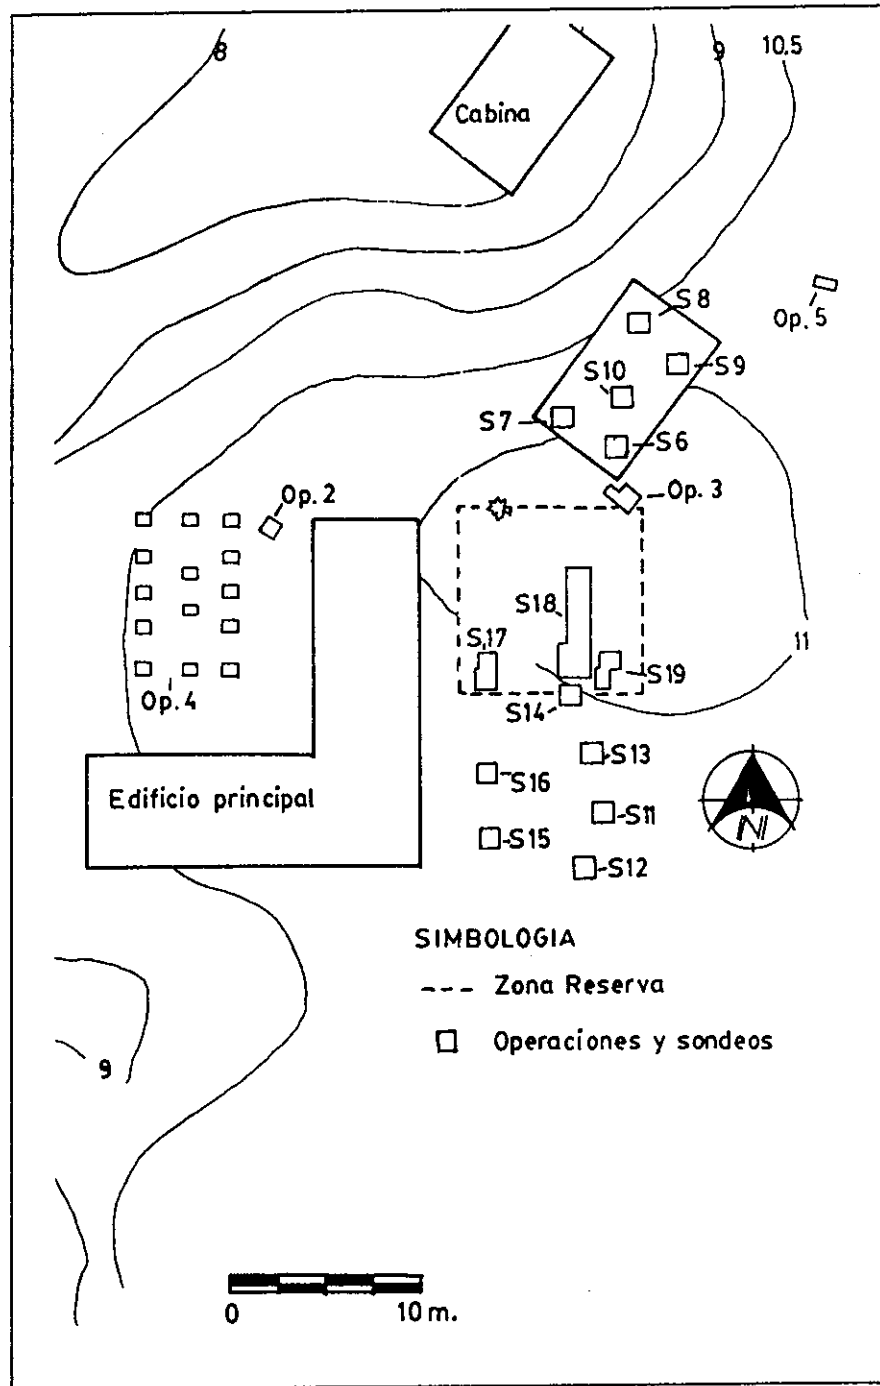 8
9
10.5
Cabina
S8
Op. 5
S9
S10
S7
S6
Op. 3
Op. 2
S18
S17
11
S19
Op. 4
S14
S13
S16
Edificio principal
S11
S15
N
S12
SIMBOLOGIA
--- Zona Reserva
Operaciones y sondeos
9
0 10 m.